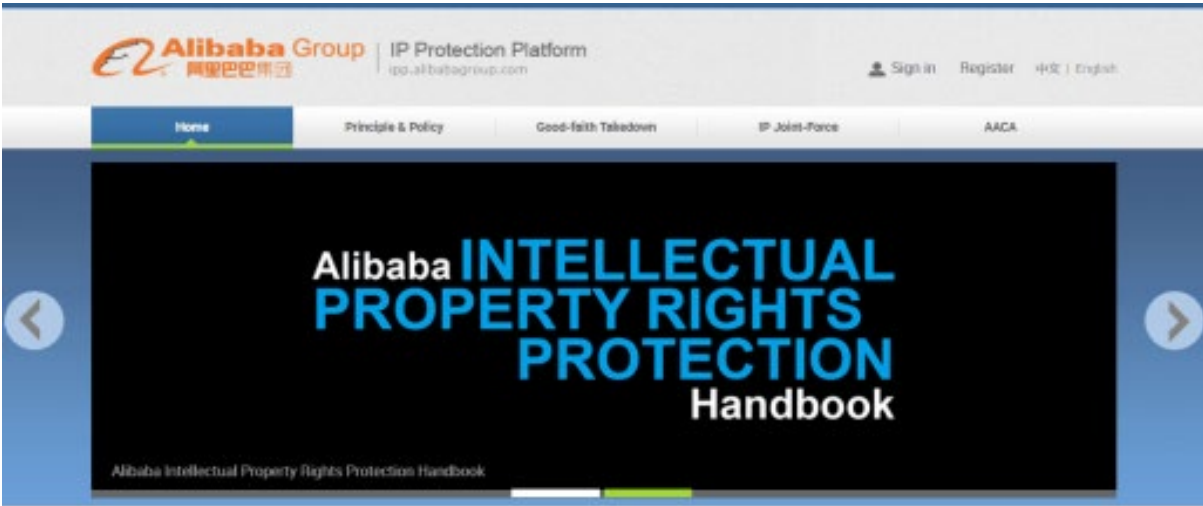 Alibaba Group
阿里巴巴集团
IP Protection Platform
ipp.alibabagroup.com
Sign in Register 中文 | English
Home Principle & Policy Good-faith Takedown IP Joint-Force AACA
Alibaba INTELLECTUAL
PROPERTY RIGHTS
PROTECTION
Handbook
Alibaba Intellectual Property Rights Protection Handbook